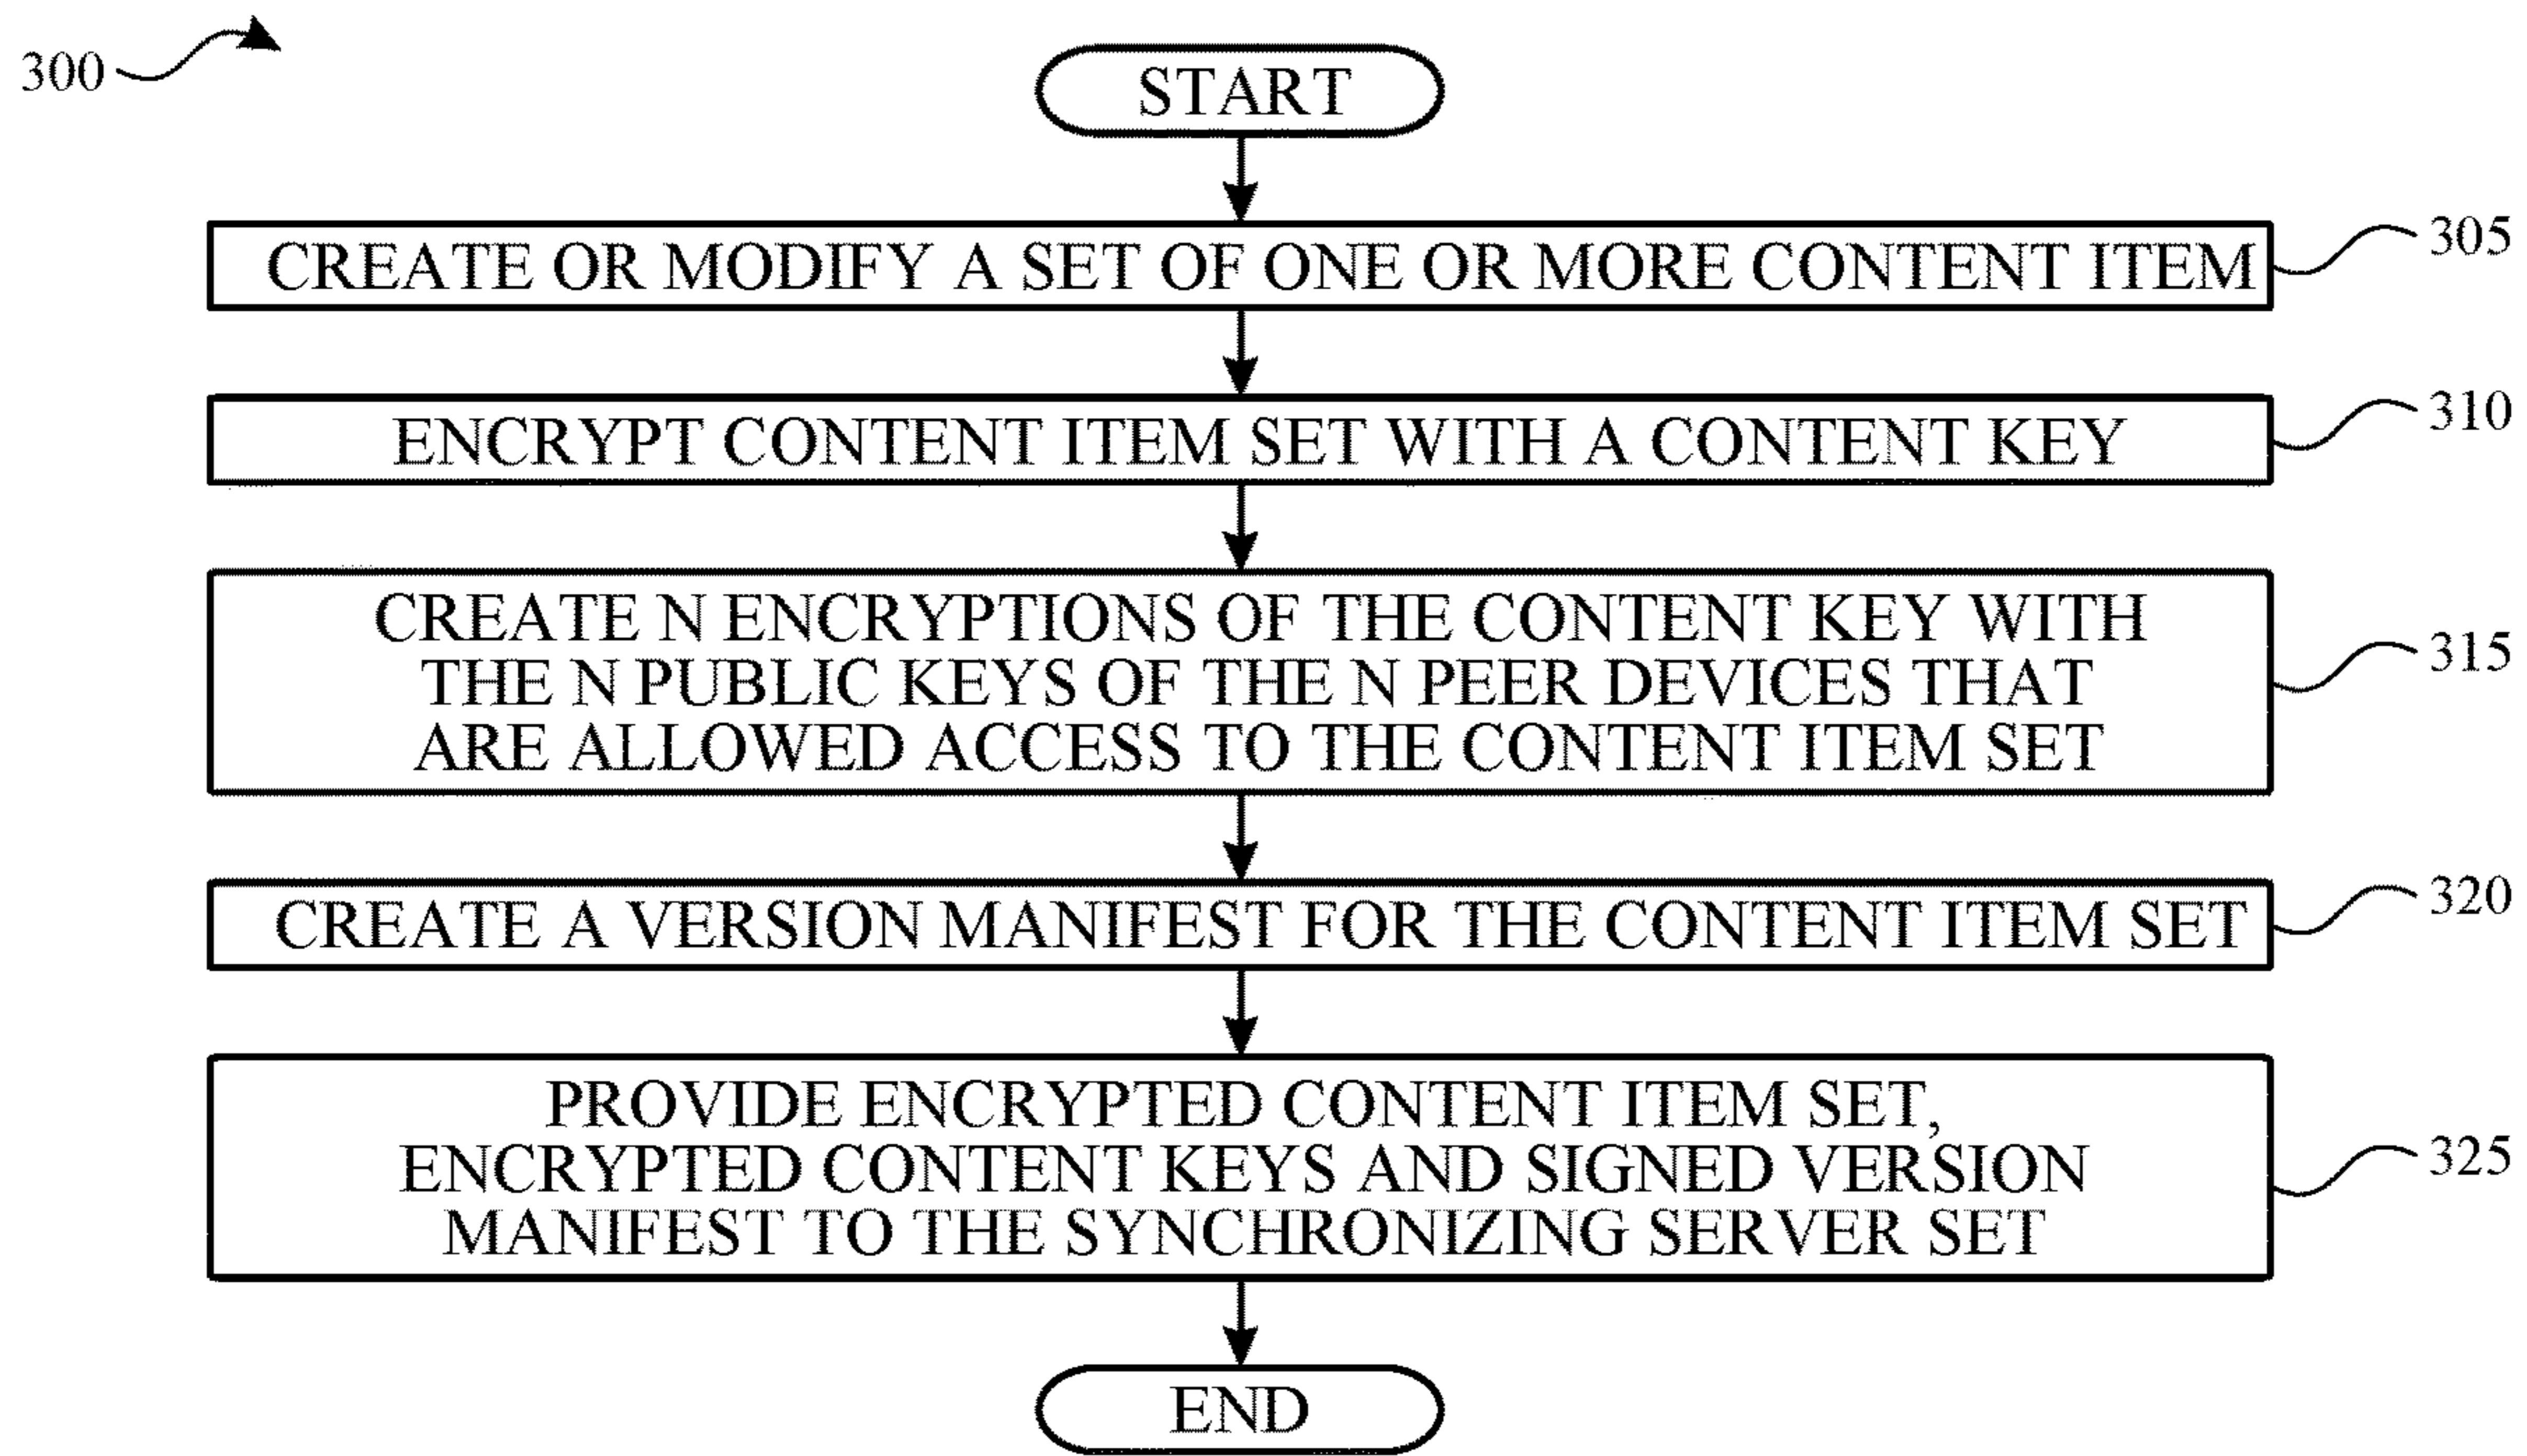 300
START
CREATE OR MODIFY A SET OF ONE OR MORE CONTENT ITEM
305
ENCRYPT CONTENT ITEM SET WITH A CONTENT KEY
310
CREATE N ENCRYPTIONS OF THE CONTENT KEY WITH
THE N PUBLIC KEYS OF THE N PEER DEVICES THAT
ARE ALLOWED ACCESS TO THE CONTENT ITEM SET
315
CREATE A VERSION MANIFEST FOR THE CONTENT ITEM SET
320
PROVIDE ENCRYPTED CONTENT ITEM SET,
ENCRYPTED CONTENT KEYS AND SIGNED VERSION
MANIFEST TO THE SYNCHRONIZING SERVER SET
325
END